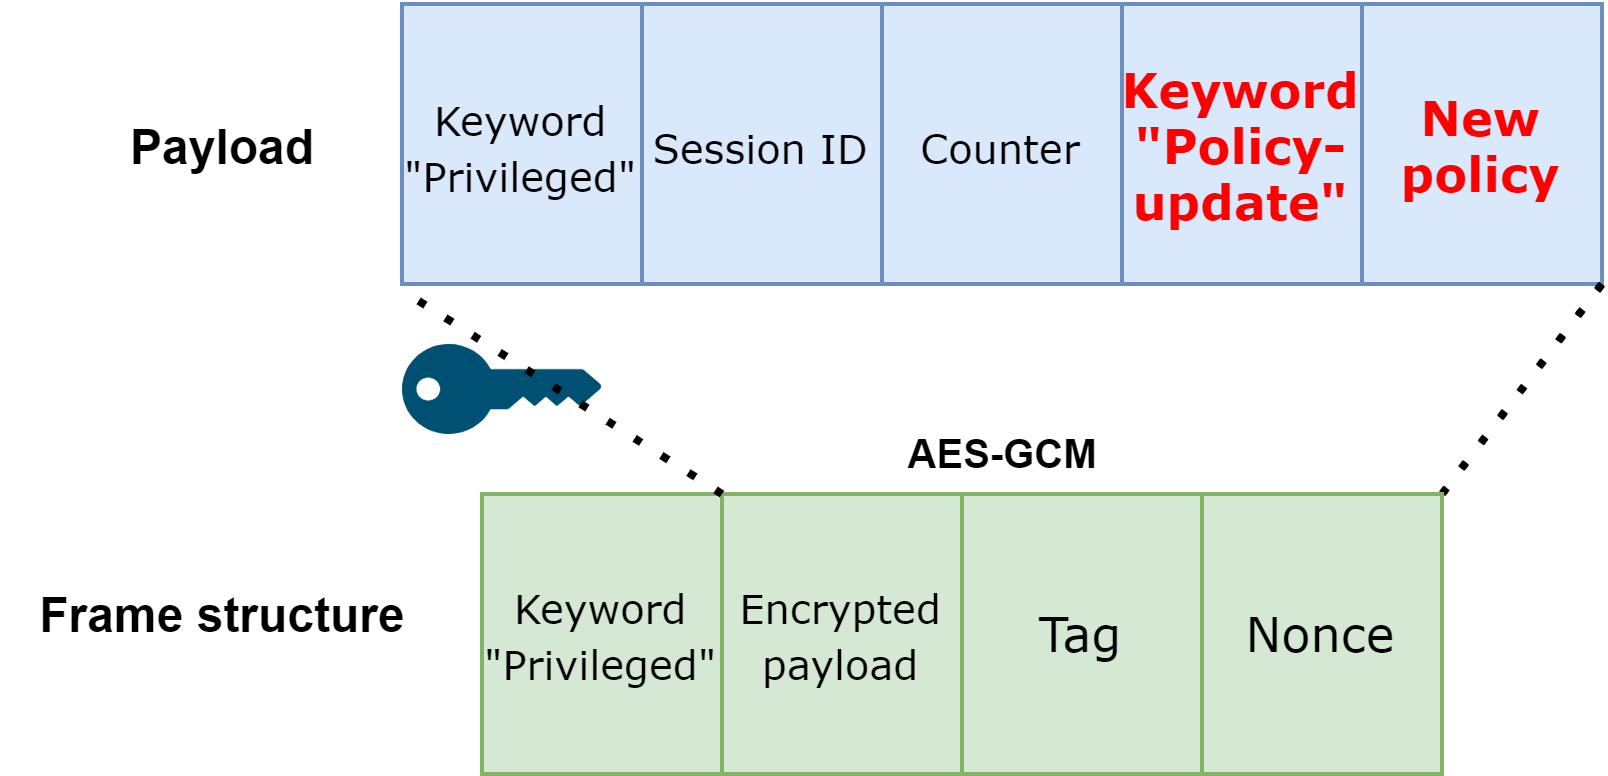 Payload
Keyword
"Privileged"
Session ID
Counter
Keyword
"Policy-
update"
New
policy
AES-GCM
Frame structure
Keyword
"Privileged"
Encrypted
payload
Tag
Nonce